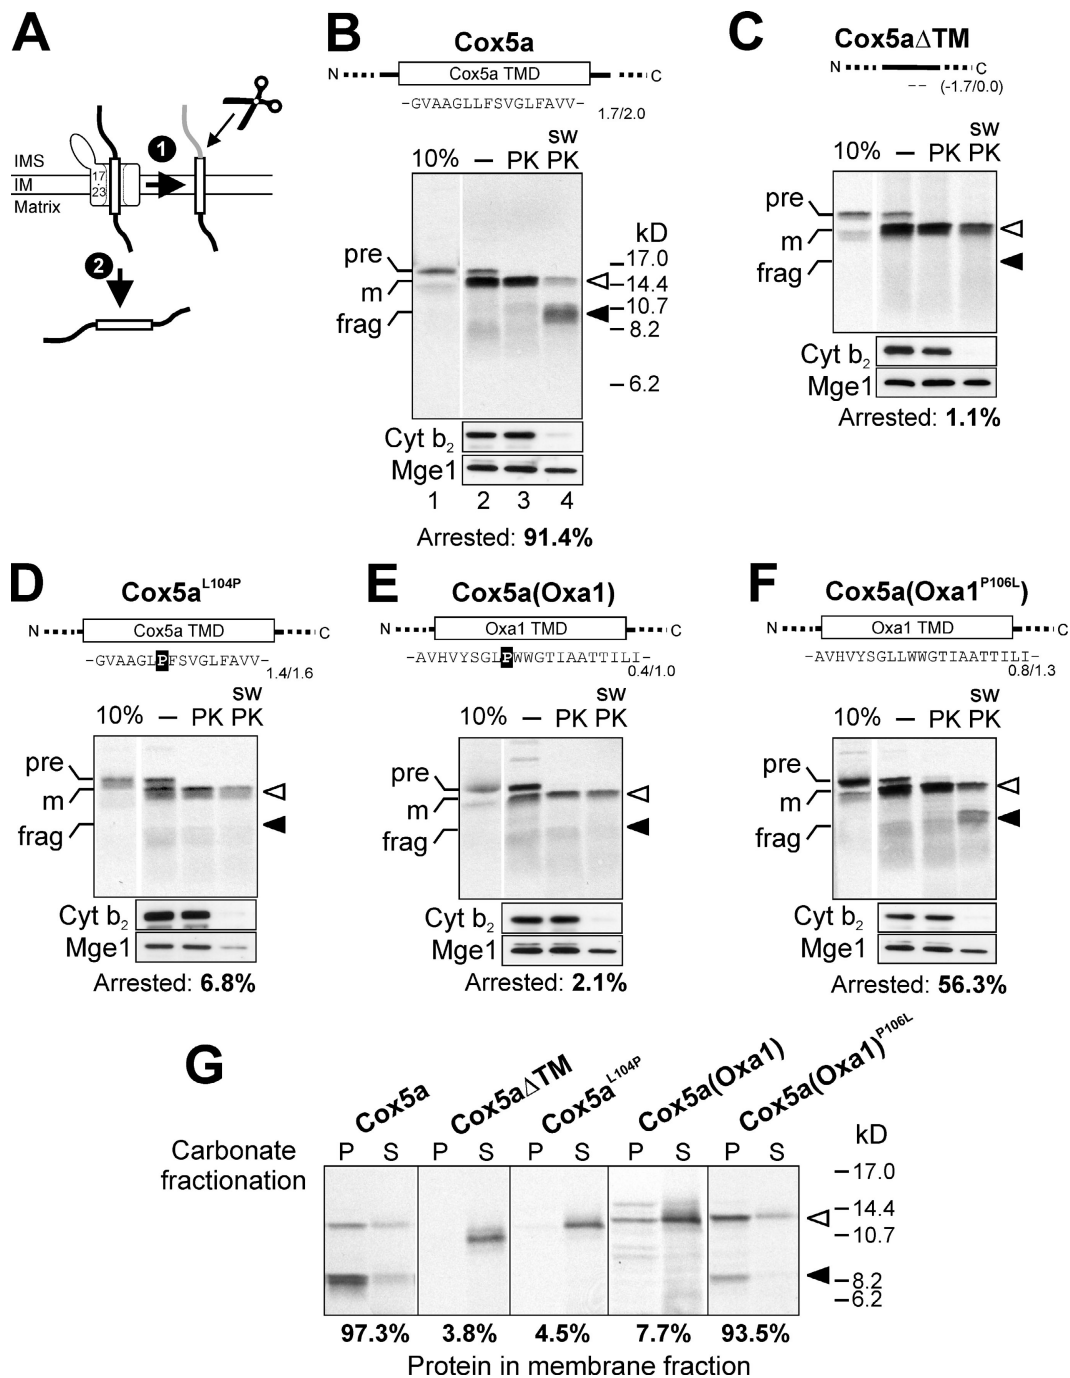 A
IMS
IM
Matrix
17
23
1
2
B
Cox5a
N
Cox5a TMD
C
-GVAAGLLFSVGLFAVV-
1.7/2.0
sw
10% – PK PK
pre
m
frag
kD
17.0
14.4
10.7
8.2
6.2
Cyt b2
Mge1
1 2 3 4
Arrested: 91.4%
C
Cox5aΔTM
N C
-- (-1.7/0.0)
sw
10% – PK PK
pre
m
frag
Cyt b2
Mge1
Arrested: 1.1%
D
Cox5aL104P
N
Cox5a TMD
C
-GVAAGLPFSVGLFAVV-
1.4/1.6
sw
10% – PK PK
pre
m
frag
Cyt b2
Mge1
Arrested: 6.8%
E
Cox5a(Oxa1)
N
Oxa1 TMD
C
-AVHVYSGLPWWGTIAATTILI-
0.4/1.0
sw
10% – PK PK
pre
m
frag
Cyt b2
Mge1
Arrested: 2.1%
F
Cox5a(Oxa1P106L)
N
Oxa1 TMD
C
-AVHVYSGLLWWGTIAATTILI-
0.8/1.3
sw
10% – PK PK
pre
m
frag
Cyt b2
Mge1
Arrested: 56.3%
G
Cox5a Cox5aΔTM Cox5aL104P Cox5a(Oxa1) Cox5a(Oxa1)P106L
Carbonate
fractionation
P S P S P S P S P S
kD
17.0
14.4
10.7
8.2
6.2
97.3% 3.8% 4.5% 7.7% 93.5%
Protein in membrane fraction